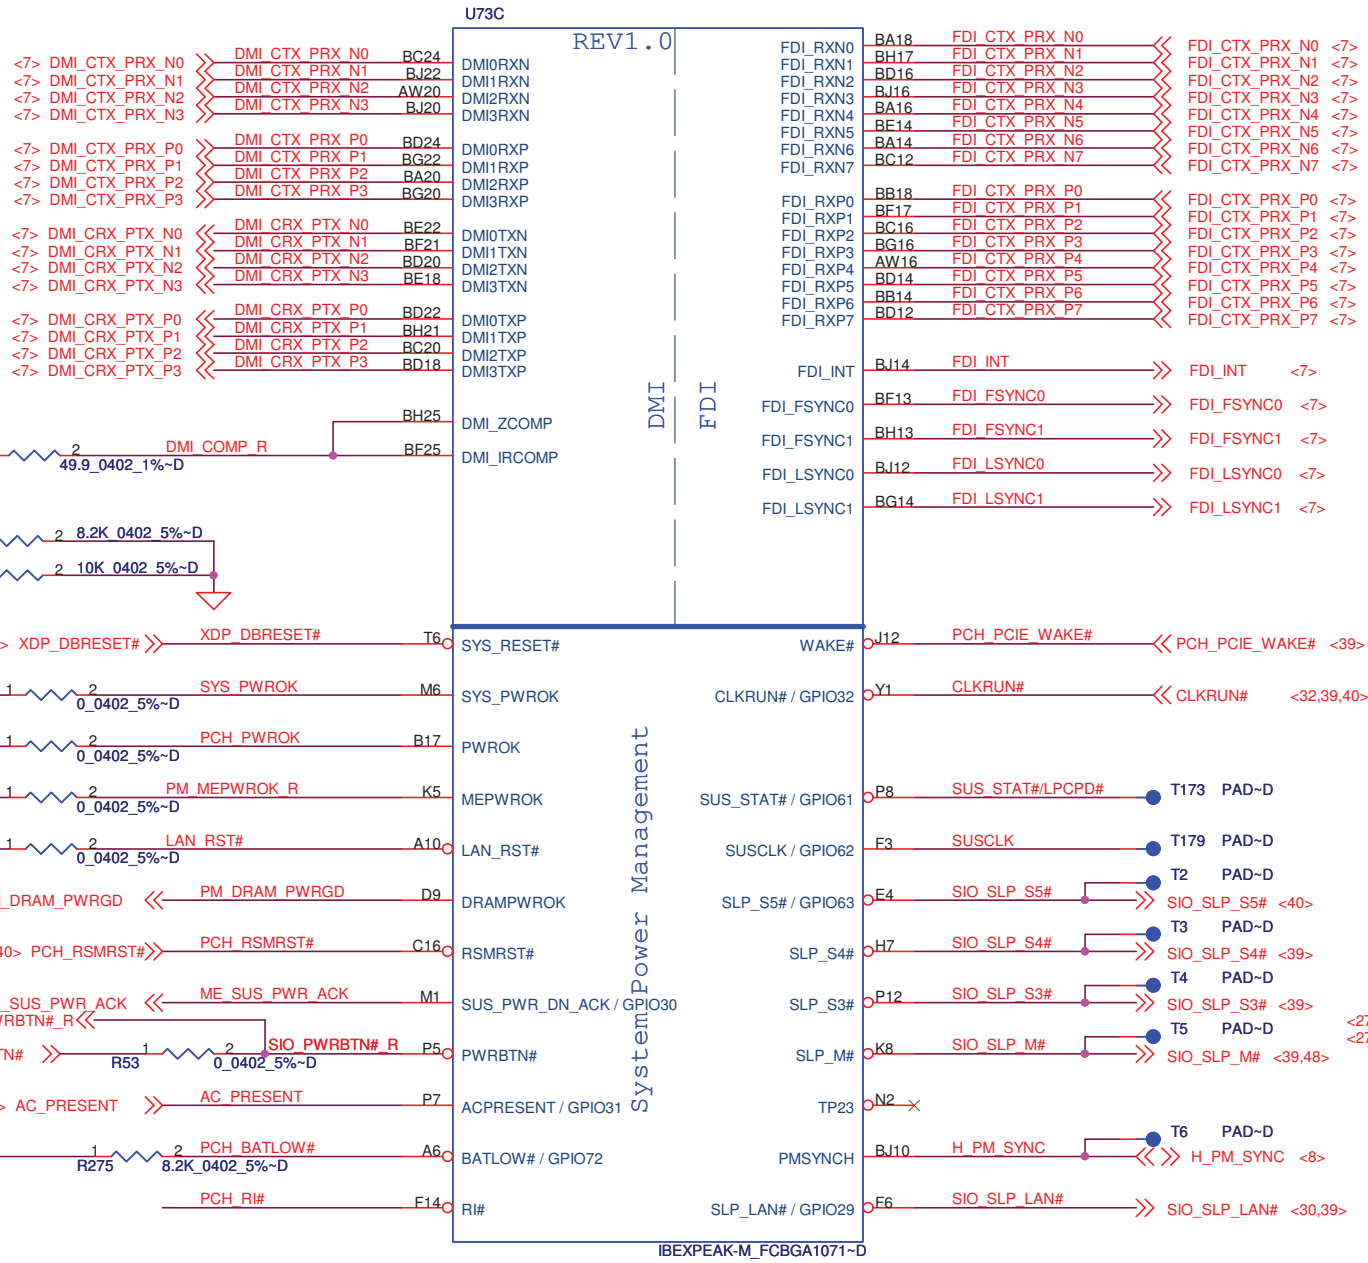 U73C
REV1.0
<7> DMI_CTX_PRX_N0 DMI_CTX_PRX_N0 BC24 DMI0RXN
<7> DMI_CTX_PRX_N1 DMI_CTX_PRX_N1 BJ22 DMI1RXN
<7> DMI_CTX_PRX_N2 DMI_CTX_PRX_N2 AW20 DMI2RXN
<7> DMI_CTX_PRX_N3 DMI_CTX_PRX_N3 BJ20 DMI3RXN
<7> DMI_CTX_PRX_P0 DMI_CTX_PRX_P0 BD24 DMI0RXP
<7> DMI_CTX_PRX_P1 DMI_CTX_PRX_P1 BG22 DMI1RXP
<7> DMI_CTX_PRX_P2 DMI_CTX_PRX_P2 BA20 DMI2RXP
<7> DMI_CTX_PRX_P3 DMI_CTX_PRX_P3 BG20 DMI3RXP
<7> DMI_CRX_PTX_N0 DMI_CRX_PTX_N0 BE22 DMI0TXN
<7> DMI_CRX_PTX_N1 DMI_CRX_PTX_N1 BF21 DMI1TXN
<7> DMI_CRX_PTX_N2 DMI_CRX_PTX_N2 BD20 DMI2TXN
<7> DMI_CRX_PTX_N3 DMI_CRX_PTX_N3 BE18 DMI3TXN
<7> DMI_CRX_PTX_P0 DMI_CRX_PTX_P0 BD22 DMI0TXP
<7> DMI_CRX_PTX_P1 DMI_CRX_PTX_P1 BH21 DMI1TXP
<7> DMI_CRX_PTX_P2 DMI_CRX_PTX_P2 BC20 DMI2TXP
<7> DMI_CRX_PTX_P3 DMI_CRX_PTX_P3 BD18 DMI3TXP
BH25 DMI_ZCOMP
2 DMI_COMP_R BF25 DMI_IRCOMP
49.9_0402_1%~D
2 8.2K_0402_5%~D
2 10K_0402_5%~D
DMI
FDI
FDI_RXN0 BA18 FDI_CTX_PRX_N0 FDI_CTX_PRX_N0 <7>
FDI_RXN1 BH17 FDI_CTX_PRX_N1 FDI_CTX_PRX_N1 <7>
FDI_RXN2 BD16 FDI_CTX_PRX_N2 FDI_CTX_PRX_N2 <7>
FDI_RXN3 BJ16 FDI_CTX_PRX_N3 FDI_CTX_PRX_N3 <7>
FDI_RXN4 BA16 FDI_CTX_PRX_N4 FDI_CTX_PRX_N4 <7>
FDI_RXN5 BE14 FDI_CTX_PRX_N5 FDI_CTX_PRX_N5 <7>
FDI_RXN6 BA14 FDI_CTX_PRX_N6 FDI_CTX_PRX_N6 <7>
FDI_RXN7 BC12 FDI_CTX_PRX_N7 FDI_CTX_PRX_N7 <7>
FDI_RXP0 BB18 FDI_CTX_PRX_P0 FDI_CTX_PRX_P0 <7>
FDI_RXP1 BF17 FDI_CTX_PRX_P1 FDI_CTX_PRX_P1 <7>
FDI_RXP2 BC16 FDI_CTX_PRX_P2 FDI_CTX_PRX_P2 <7>
FDI_RXP3 BG16 FDI_CTX_PRX_P3 FDI_CTX_PRX_P3 <7>
FDI_RXP4 AW16 FDI_CTX_PRX_P4 FDI_CTX_PRX_P4 <7>
FDI_RXP5 BD14 FDI_CTX_PRX_P5 FDI_CTX_PRX_P5 <7>
FDI_RXP6 BB14 FDI_CTX_PRX_P6 FDI_CTX_PRX_P6 <7>
FDI_RXP7 BD12 FDI_CTX_PRX_P7 FDI_CTX_PRX_P7 <7>
FDI_INT BJ14 FDI_INT FDI_INT <7>
FDI_FSYNC0 BF13 FDI_FSYNC0 FDI_FSYNC0 <7>
FDI_FSYNC1 BH13 FDI_FSYNC1 FDI_FSYNC1 <7>
FDI_LSYNC0 BJ12 FDI_LSYNC0 FDI_LSYNC0 <7>
FDI_LSYNC1 BG14 FDI_LSYNC1 FDI_LSYNC1 <7>
> XDP_DBRESET# XDP_DBRESET# T6 SYS_RESET#
1 2 SYS_PWROK M6 SYS_PWROK
0_0402_5%~D
1 2 PCH_PWROK B17 PWROK
0_0402_5%~D
1 2 PM_MEPWROK_R K5 MEPWROK
0_0402_5%~D
1 2 LAN_RST# A10 LAN_RST#
0_0402_5%~D
_DRAM_PWRGD PM_DRAM_PWRGD D9 DRAMPWROK
40> PCH_RSMRST# PCH_RSMRST# C16 RSMRST#
_SUS_PWR_ACK ME_SUS_PWR_ACK M1 SUS_PWR_DN_ACK / GPIO30
WRBTN#_R
TN# 1 2 SIO_PWRBTN#_R P5 PWRBTN#
R53 0_0402_5%~D
> AC_PRESENT AC_PRESENT P7 ACPRESENT / GPIO31
1 2 PCH_BATLOW# A6 BATLOW# / GPIO72
R275 8.2K_0402_5%~D
PCH_RI# F14 RI#
System Power Management
WAKE# J12 PCH_PCIE_WAKE# PCH_PCIE_WAKE# <39>
CLKRUN# / GPIO32 Y1 CLKRUN# CLKRUN# <32,39,40>
SUS_STAT# / GPIO61 P8 SUS_STAT#/LPCPD# T173 PAD~D
SUSCLK / GPIO62 F3 SUSCLK T179 PAD~D
T2 PAD~D
SLP_S5# / GPIO63 E4 SIO_SLP_S5# SIO_SLP_S5# <40>
T3 PAD~D
SLP_S4# H7 SIO_SLP_S4# SIO_SLP_S4# <39>
T4 PAD~D
SLP_S3# P12 SIO_SLP_S3# SIO_SLP_S3# <39>
T5 PAD~D <27
<27
SLP_M# K8 SIO_SLP_M# SIO_SLP_M# <39,48>
TP23 N2
T6 PAD~D
PMSYNCH BJ10 H_PM_SYNC H_PM_SYNC <8>
SLP_LAN# / GPIO29 F6 SIO_SLP_LAN# SIO_SLP_LAN# <30,39>
IBEXPEAK-M_FCBGA1071~D